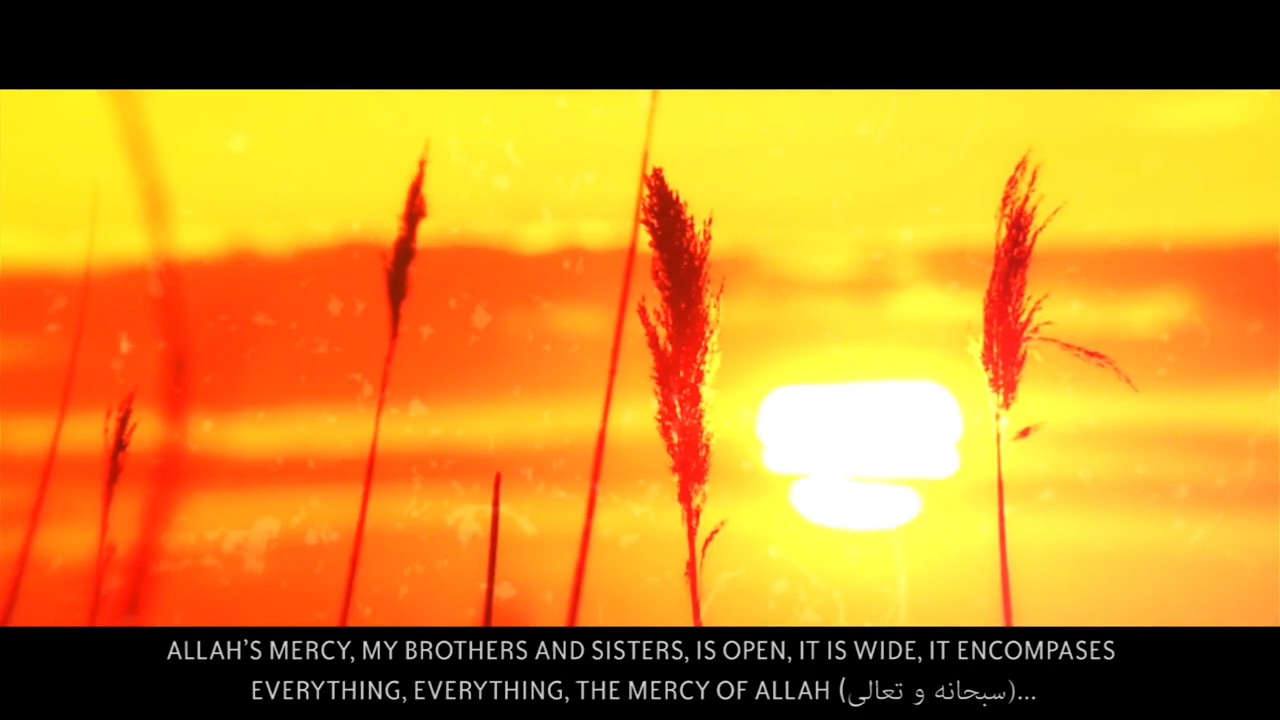 ALLAH'S MERCY, MY BROTHERS AND SISTERS, IS OPEN, IT IS WIDE, IT ENCOMPASES
EVERYTHING, EVERYTHING, THE MERCY OF ALLAH (سبحانه و تعالى)...